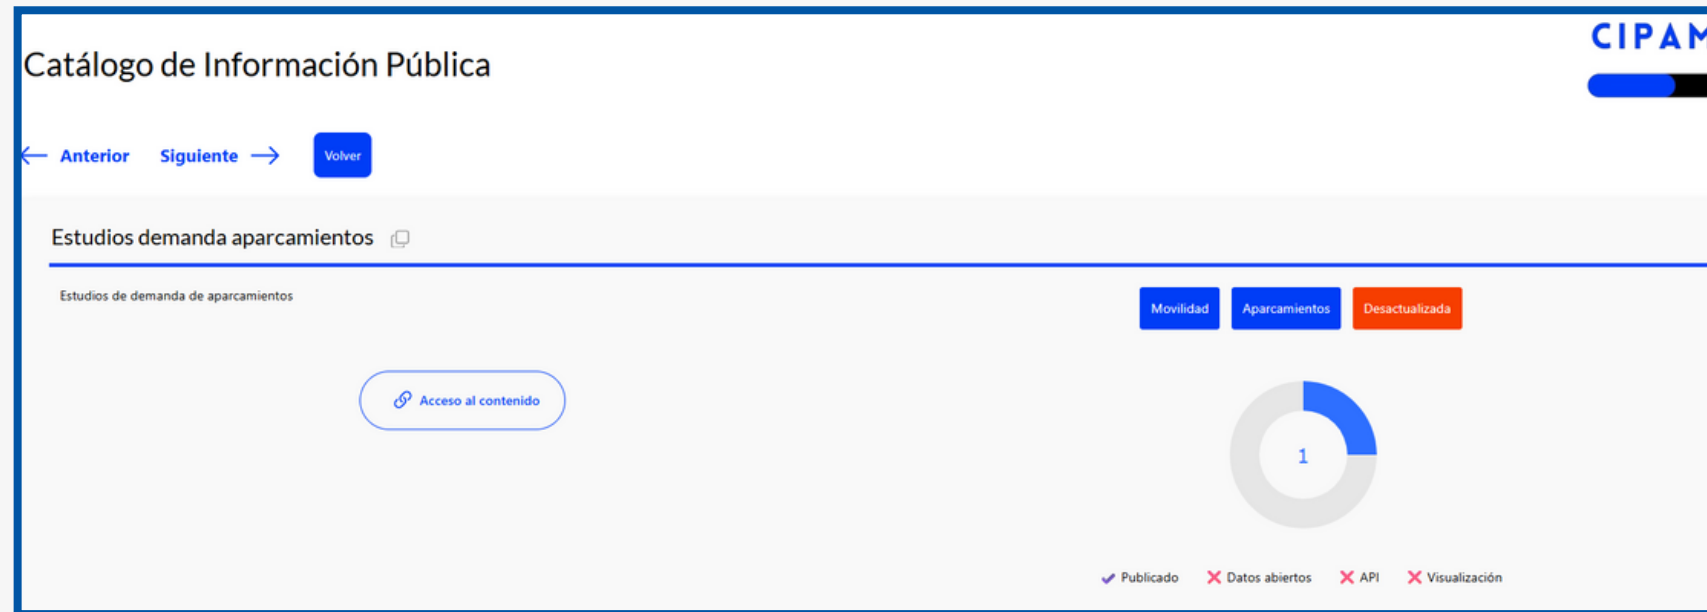 CIPAM
Catálogo de Información Pública
Anterior Siguiente Volver
Estudios demanda aparcamientos
Estudios de demanda de aparcamientos
Movilidad Aparcamientos Desactualizada
Acceso al contenido
1
Publicado Datos abiertos API Visualización